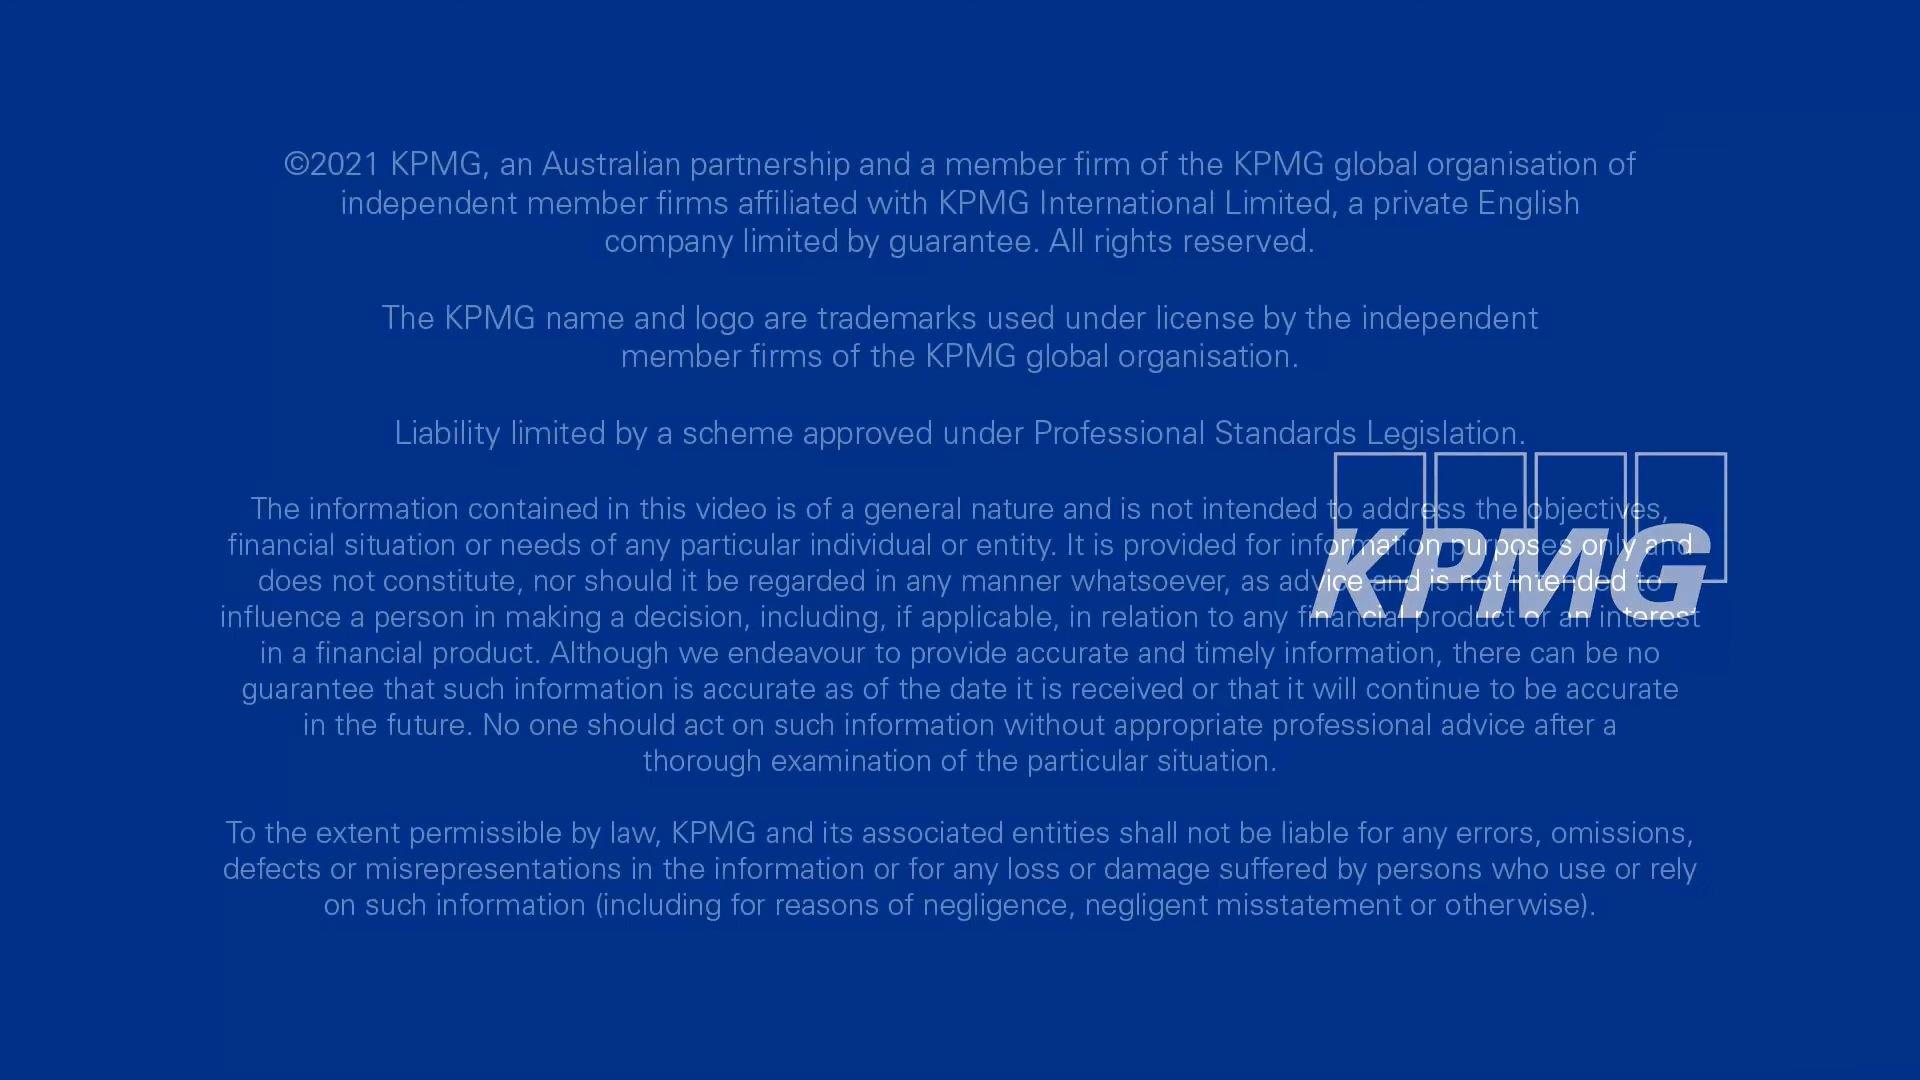 ©2021 KPMG, an Australian partnership and a member firm of the KPMG global organisation of
independent member firms affiliated with KPMG International Limited, a private English
company limited by guarantee. All rights reserved.
The KPMG name and logo are trademarks used under license by the independent
member firms of the KPMG global organisation.
Liability limited by a scheme approved under Professional Standards Legislation.
The information contained in this video is of a general nature and is not intended to address the objectives,
financial situation or needs of any particular individual or entity. It is provided for information purposes only and
does not constitute, nor should it be regarded in any manner whatsoever, as advice and is not intended to
influence a person in making a decision, including, if applicable, in relation to any financial product or an interest
in a financial product. Although we endeavour to provide accurate and timely information, there can be no
guarantee that such information is accurate as of the date it is received or that it will continue to be accurate
in the future. No one should act on such information without appropriate professional advice after a
thorough examination of the particular situation.
To the extent permissible by law, KPMG and its associated entities shall not be liable for any errors, omissions,
defects or misrepresentations in the information or for any loss or damage suffered by persons who use or rely
on such information (including for reasons of negligence, negligent misstatement or otherwise).
KPMG